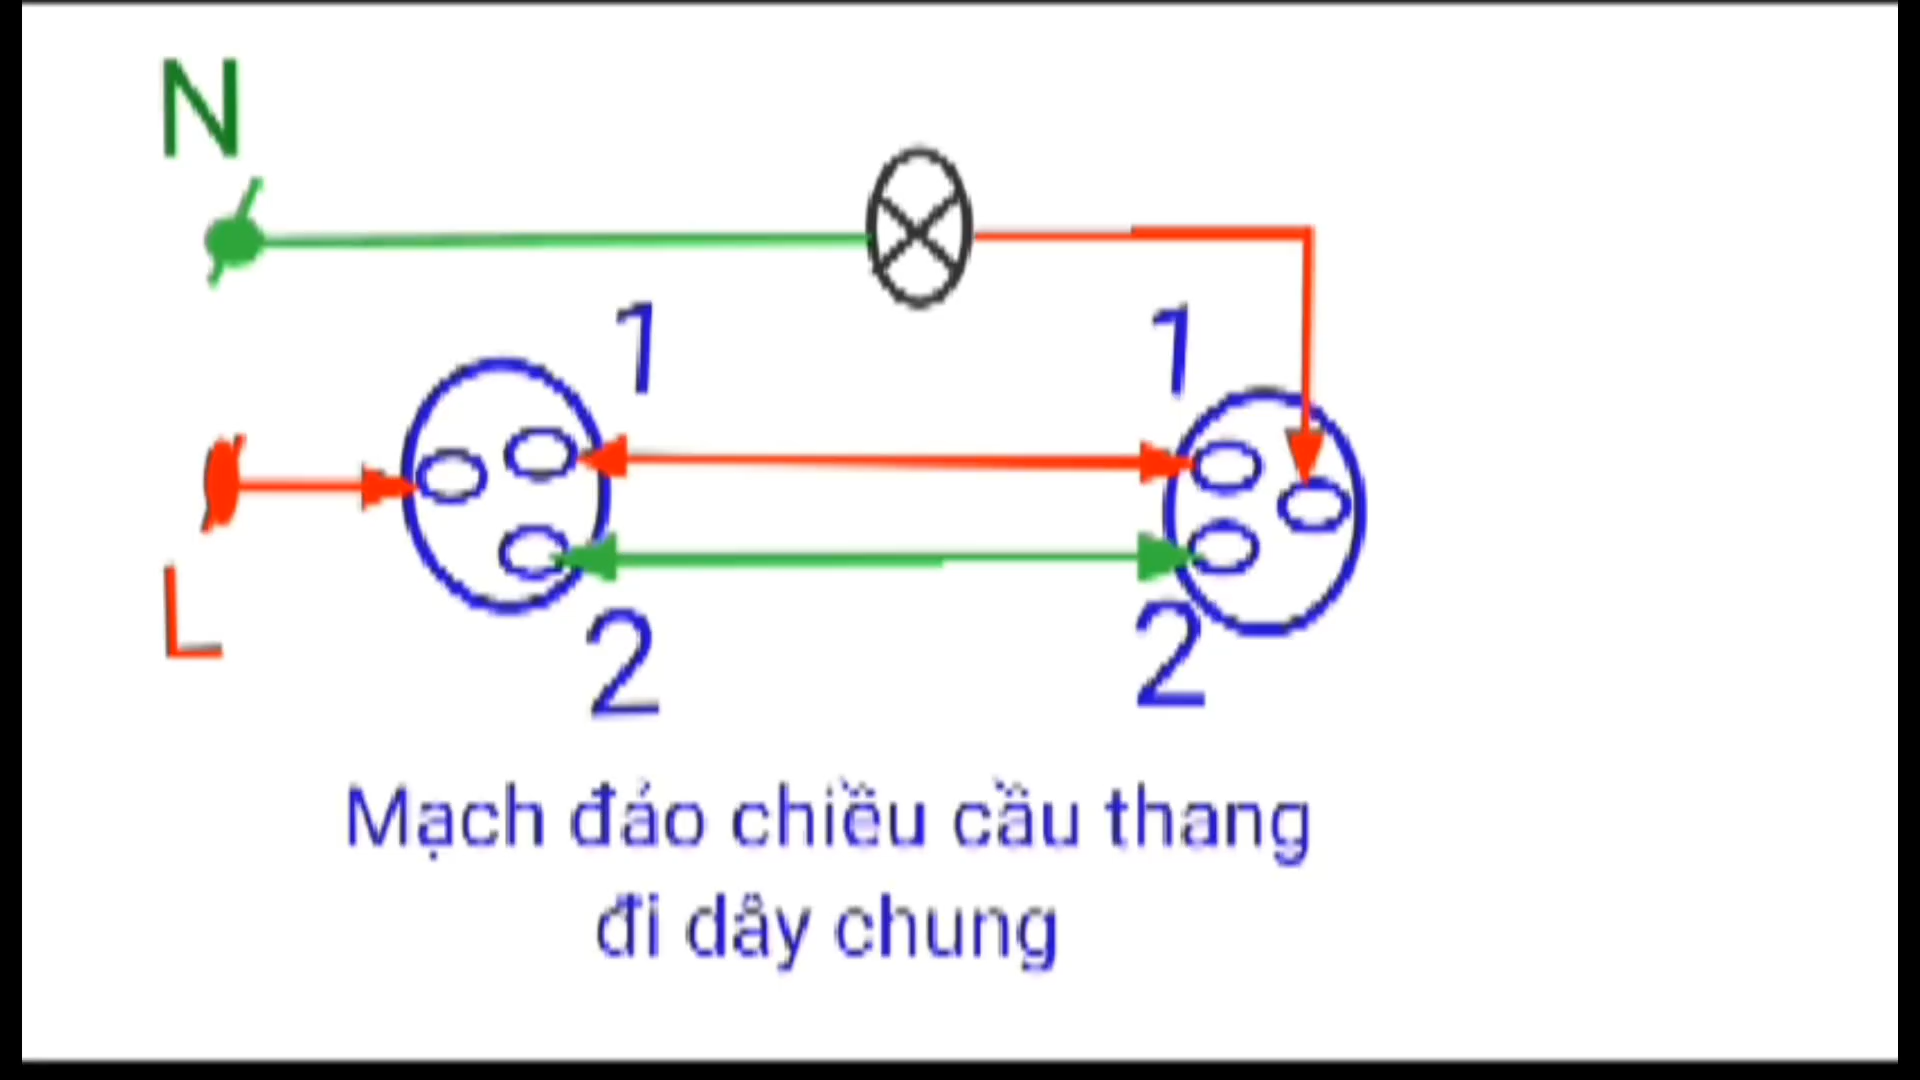 N
1
1
L
2
2
Mạch đảo chiều cầu thang
đi dây chung